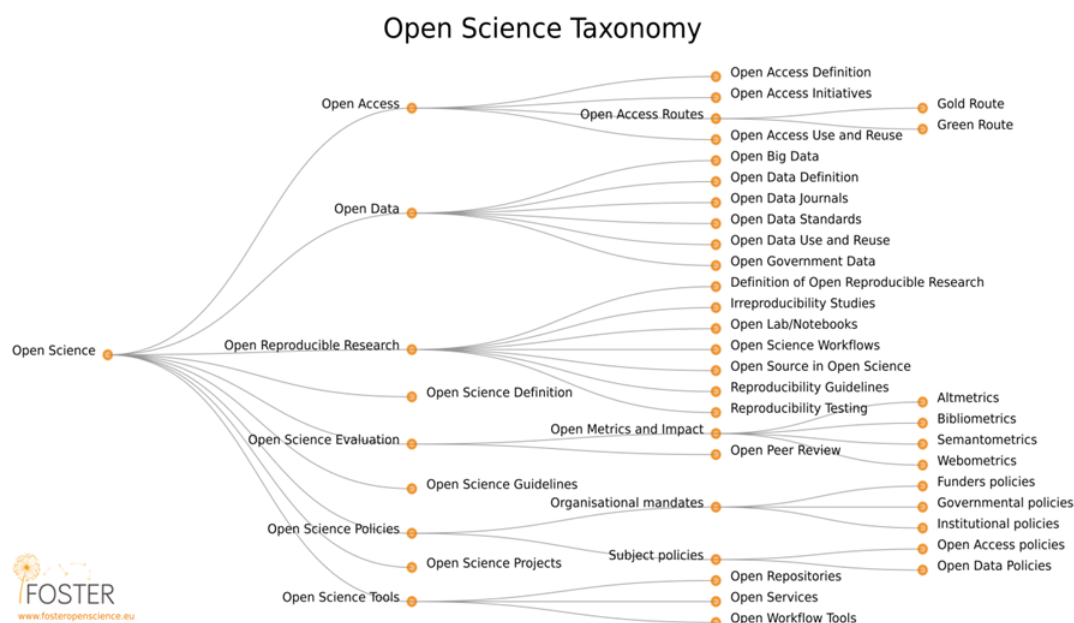 Open Science Taxonomy
Open Access Definition
Open Access
Open Access Initiatives
Gold Route
Open Access Routes
Green Route
Open Access Use and Reuse
Open Big Data
Open Data Definition
Open Data Journals
Open Data
Open Data Standards
Open Data Use and Reuse
Open Government Data
Definition of Open Reproducible Research
Irreproducibility Studies
Open Lab/Notebooks
Open Science
Open Reproducible Research
Open Science Workflows
Open Source in Open Science
Reproducibility Guidelines
Open Science Definition
Altmetrics
Reproducibility Testing
Bibliometrics
Open Metrics and Impact
Open Science Evaluation
Semantometrics
Open Peer Review
Webometrics
Open Science Guidelines
Funders policies
Organisational mandates
Governmental policies
Open Science Policies
Institutional policies
Subject policies
Open Access policies
Open Science Projects
Open Data Policies
Open Repositories
Open Science Tools
Open Services
Open Workflow Tools
FOSTER
www.fosteropenscience.eu